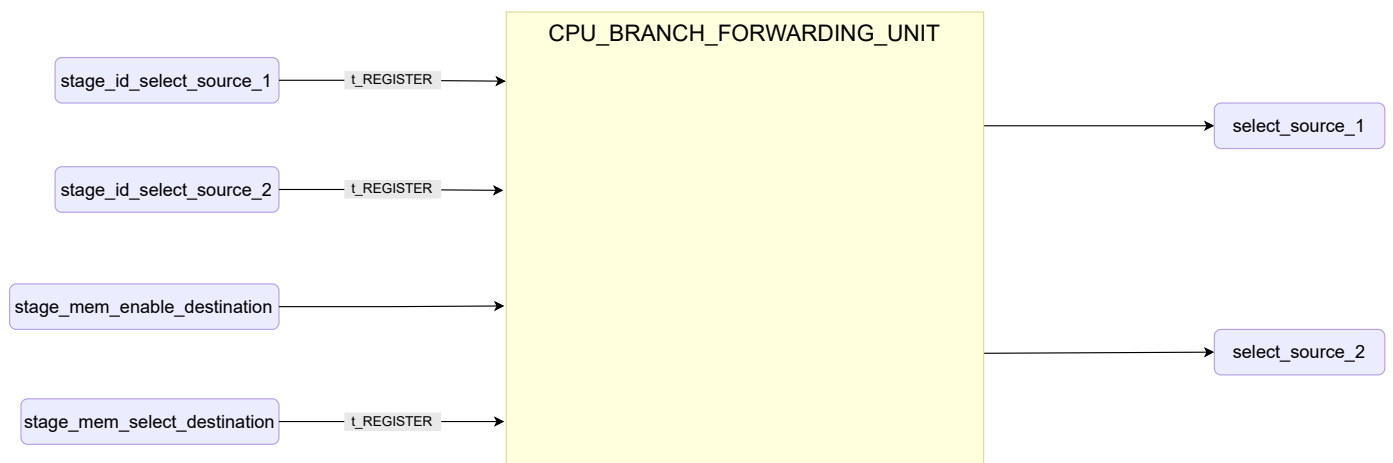 CPU_BRANCH_FORWARDING_UNIT
stage_id_select_source_1
t_REGISTER
select_source_1
stage_id_select_source_2
t_REGISTER
stage_mem_enable_destination
select_source_2
stage_mem_select_destination
t_REGISTER